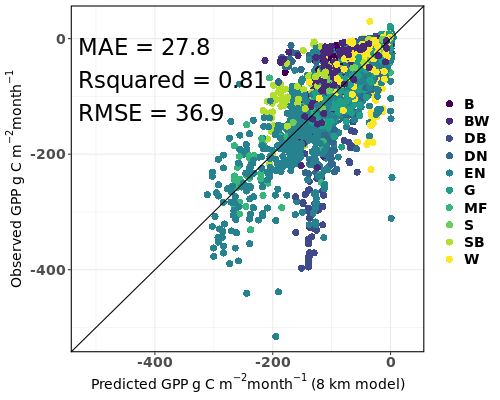 MAE = 27.8
Rsquared = 0.81
RMSE = 36.9
0
-200
-400
-400
-200
0
Observed GPP g C m⁻²month⁻¹
Predicted GPP g C m⁻²month⁻¹ (8 km model)
B
BW
DB
DN
EN
G
MF
S
SB
W